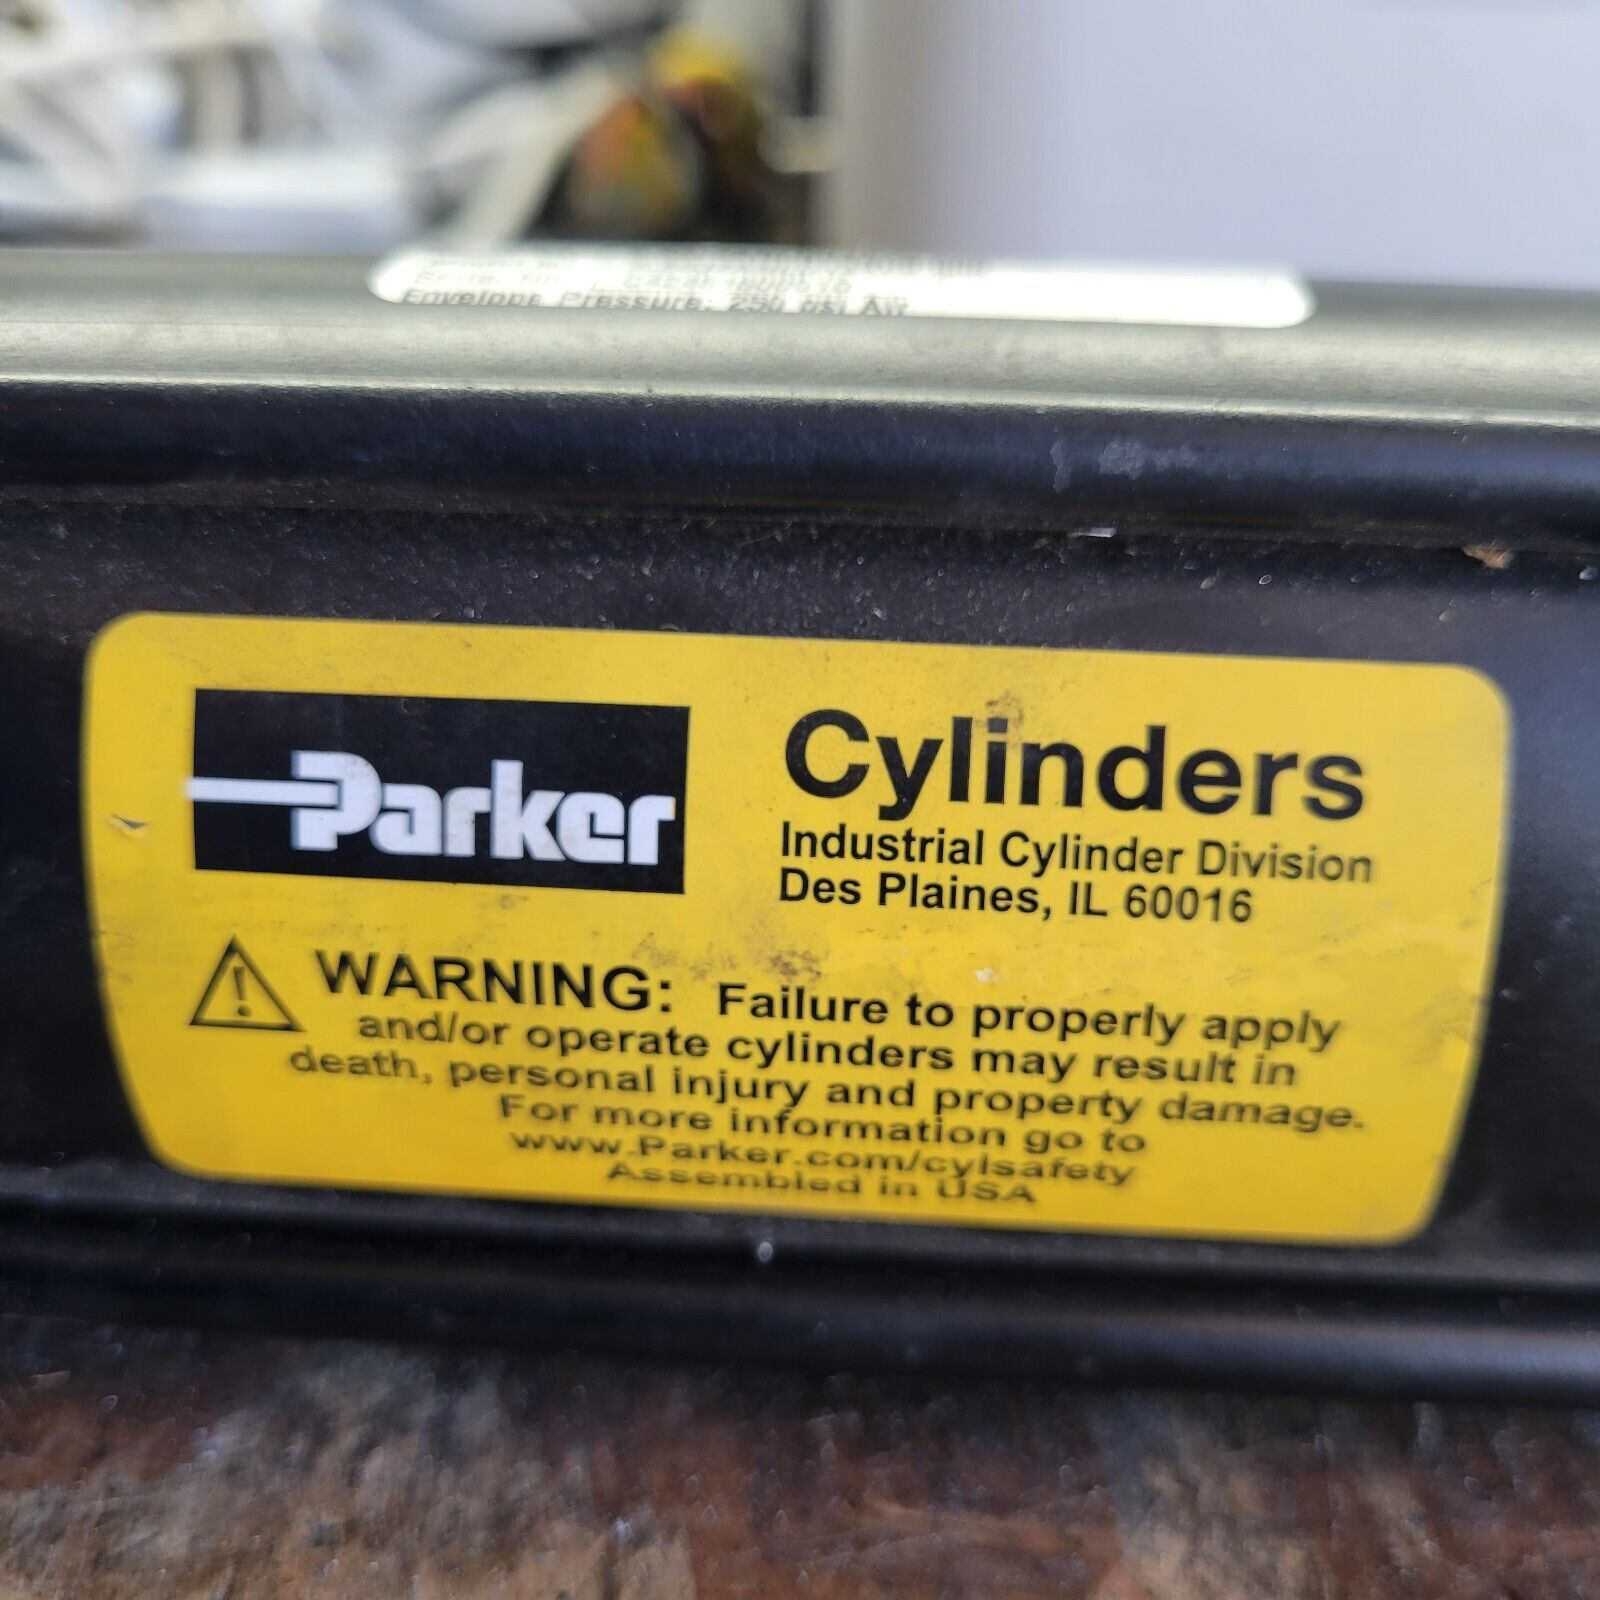 Envelope Pressure: 250 psi Air
Parker
Cylinders
Industrial Cylinder Division
Des Plaines, IL 60016
WARNING: Failure to properly apply
and/or operate cylinders may result in
death, personal injury and property damage.
For more information go to
www.Parker.com/cylsafety
Assembled in USA